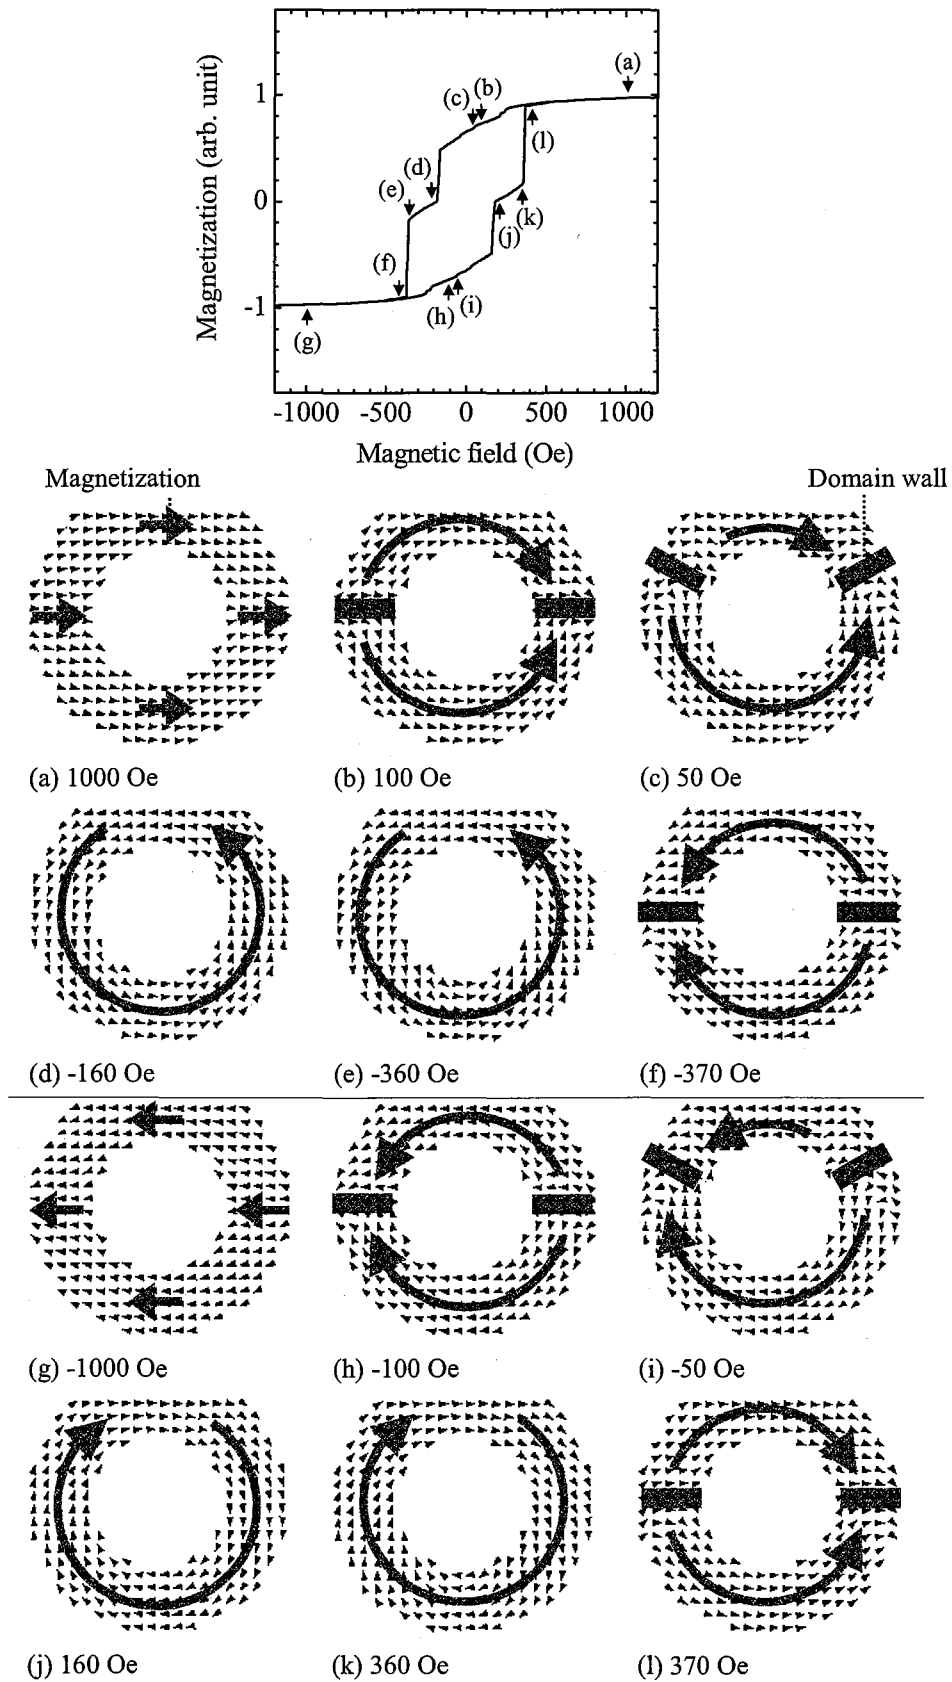 (a)
(c) (b)
1
(l)
(d)
(e)
0
(k)
(j)
(f)
-1
(h) (i)
(g)
Magnetization (arb. unit)
-1000 -500 0 500 1000
Magnetic field (Oe)
Magnetization
Domain wall
(a) 1000 Oe
(b) 100 Oe
(c) 50 Oe
(d) -160 Oe
(e) -360 Oe
(f) -370 Oe
(g) -1000 Oe
(h) -100 Oe
(i) -50 Oe
(j) 160 Oe
(k) 360 Oe
(l) 370 Oe